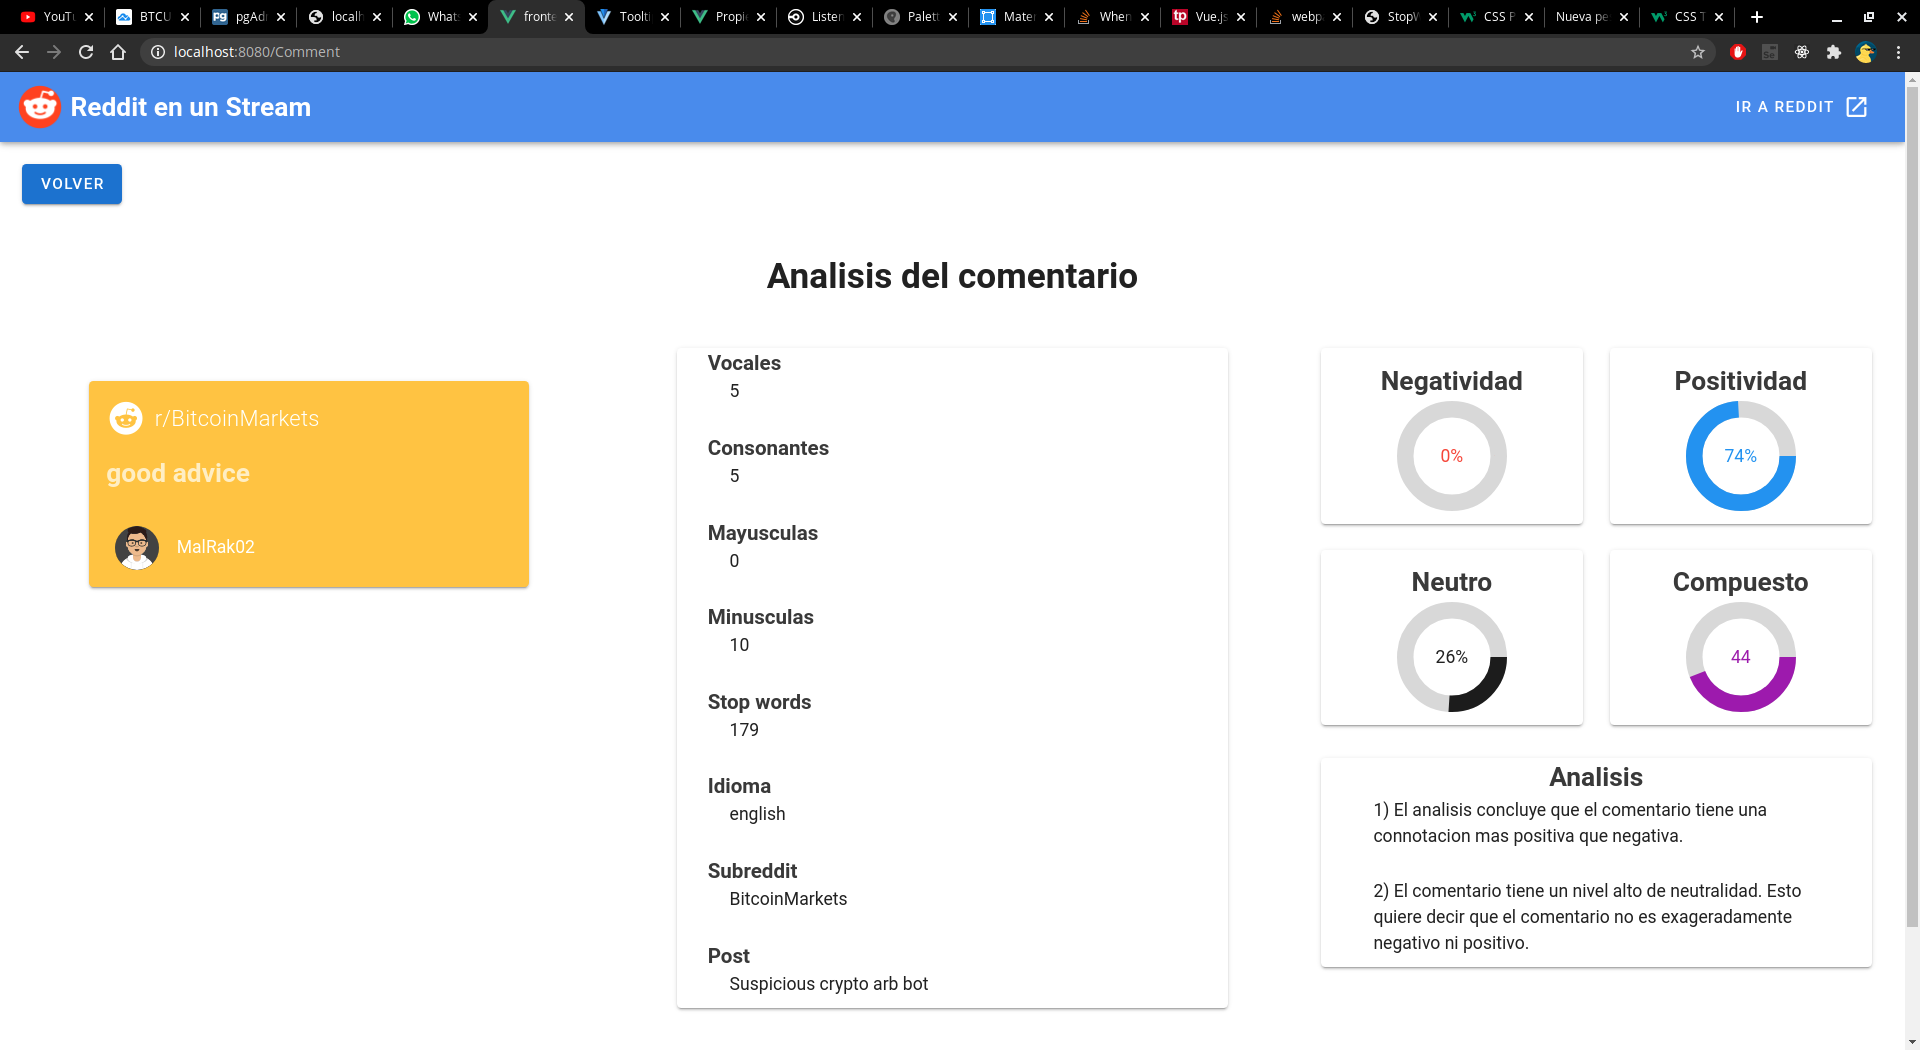 YouTu
BTCU
pgAd
localh
Whats
fronte
Toolti
Propie
Listen
Palett
Mater
When
Vue.js
webp
StopW
CSS P
Nueva pe
CSS T
localhost:8080/Comment
Reddit en un Stream
IR A REDDIT
VOLVER
Analisis del comentario
r/BitcoinMarkets
good advice
MalRak02
Vocales
5
Consonantes
5
Mayusculas
0
Minusculas
10
Stop words
179
Idioma
english
Subreddit
BitcoinMarkets
Post
Suspicious crypto arb bot
Negatividad
0%
Positividad
74%
Neutro
26%
Compuesto
44
Analisis
1) El analisis concluye que el comentario tiene una
connotacion mas positiva que negativa.
2) El comentario tiene un nivel alto de neutralidad. Esto
quiere decir que el comentario no es exageradamente
negativo ni positivo.